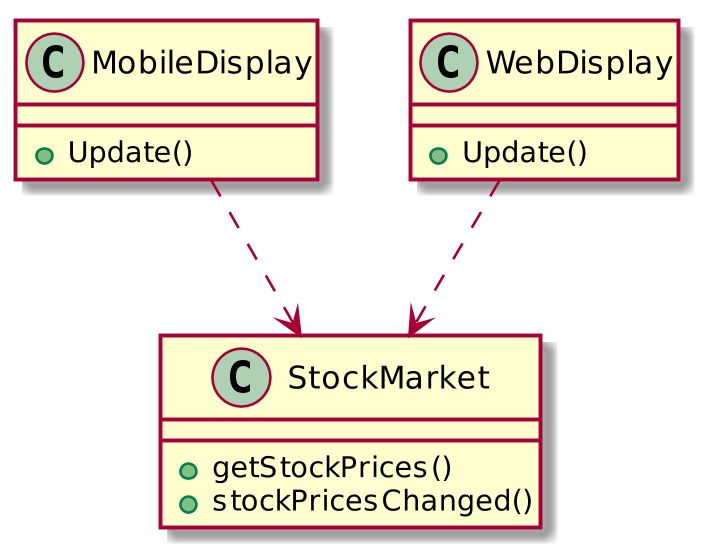 C MobileDisplay
Update()
C WebDisplay
Update()
C StockMarket
getStockPrices()
stockPricesChanged()